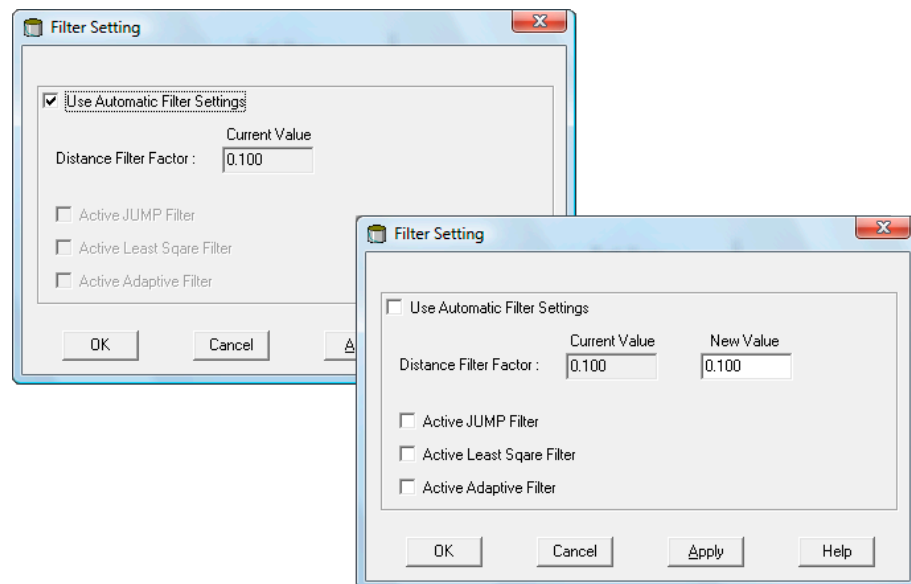 Filter Setting
Use Automatic Filter Settings
Current Value
Distance Filter Factor : 0.100
Active JUMP Filter
Active Least Sqare Filter
Active Adaptive Filter
OK Cancel A
Filter Setting
Use Automatic Filter Settings
Current Value New Value
Distance Filter Factor : 0.100 0.100
Active JUMP Filter
Active Least Sqare Filter
Active Adaptive Filter
OK Cancel Apply Help